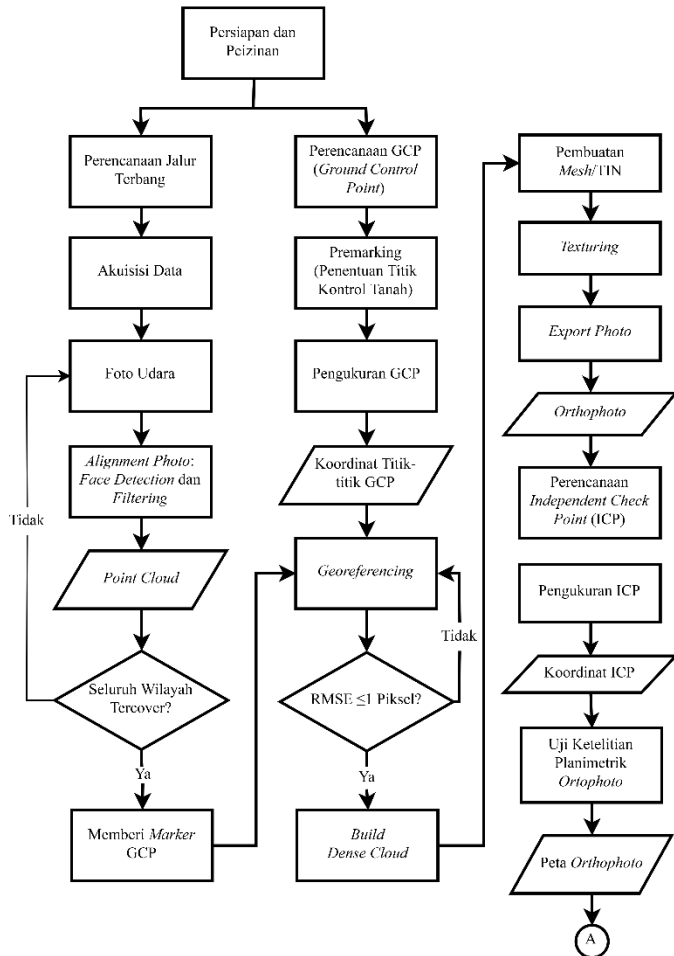 Persiapan dan
Peizinan
Perencanaan Jalur
Terbang
Akuisisi Data
Foto Udara
Alignment Photo:
Face Detection dan
Filtering
Tidak
Point Cloud
Seluruh Wilayah
Tercover?
Ya
Memberi Marker
GCP
Perencanaan GCP
(Ground Control
Point)
Premarking
(Penentuan Titik
Kontrol Tanah)
Pengukuran GCP
Koordinat Titik-
titik GCP
Georeferencing
Tidak
RMSE ≤1 Piksel?
Ya
Build
Dense Cloud
Pembuatan
Mesh/TIN
Texturing
Export Photo
Orthophoto
Perencanaan
Independent Check
Point (ICP)
Pengukuran ICP
Koordinat ICP
Uji Ketelitian
Planimetrik
Ortophoto
Peta Orthophoto
A